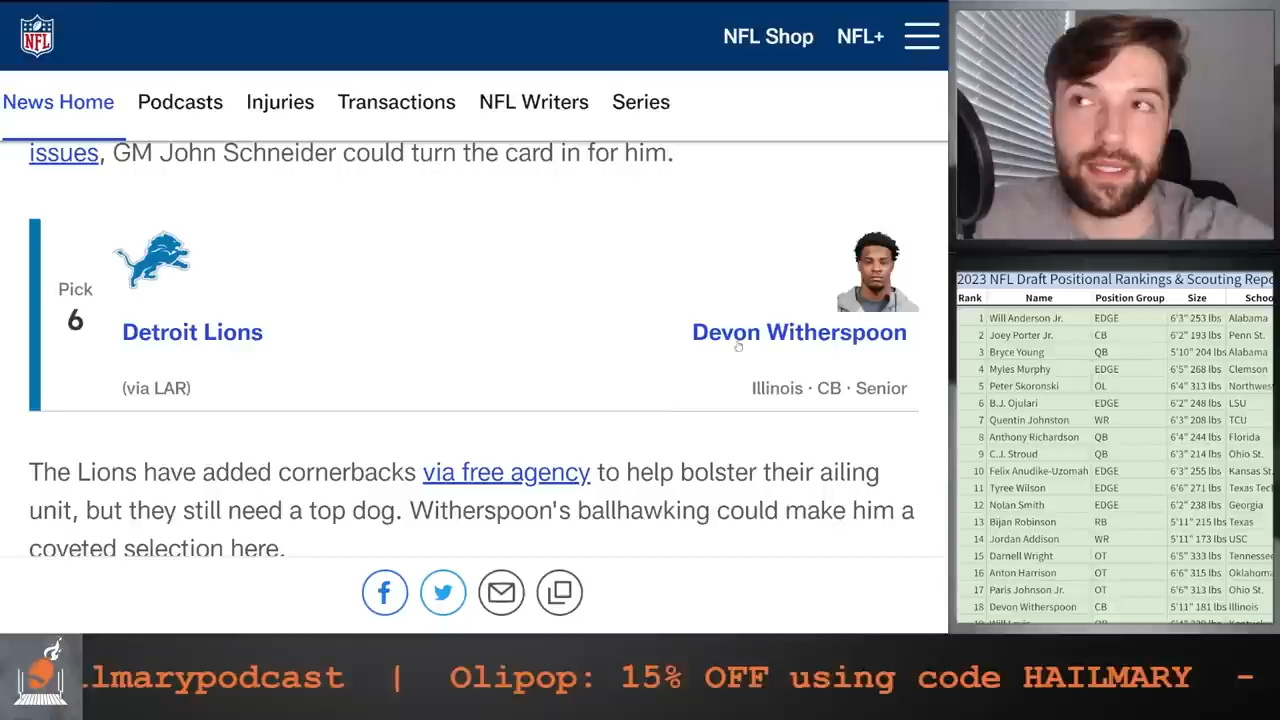 NFL
NFL Shop NFL+
News Home Podcasts Injuries Transactions NFL Writers Series
issues, GM John Schneider could turn the card in for him.
Pick
6
Detroit Lions
(via LAR)
Devon Witherspoon
Illinois · CB · Senior
The Lions have added cornerbacks via free agency to help bolster their ailing
unit, but they still need a top dog. Witherspoon's ballhawking could make him a
coveted selection here.
2023 NFL Draft Positional Rankings & Scouting Repo
Rank Name Position Group Size Schoo
1 Will Anderson Jr. EDGE 6'3" 253 lbs Alabama
2 Joey Porter Jr. CB 6'2" 193 lbs Penn St.
3 Bryce Young QB 5'10" 204 lbs Alabama
4 Myles Murphy EDGE 6'5" 268 lbs Clemson
5 Peter Skoronski OL 6'4" 313 lbs Northwes
6 B.J. Ojulari EDGE 6'2" 248 lbs LSU
7 Quentin Johnston WR 6'3" 208 lbs TCU
8 Anthony Richardson QB 6'4" 244 lbs Florida
9 C.J. Stroud QB 6'3" 214 lbs Ohio St.
10 Felix Anudike-Uzomah EDGE 6'3" 255 lbs Kansas St.
11 Tyree Wilson EDGE 6'6" 271 lbs Texas Tech
12 Nolan Smith EDGE 6'2" 238 lbs Georgia
13 Bijan Robinson RB 5'11" 215 lbs Texas
14 Jordan Addison WR 5'11" 173 lbs USC
15 Darnell Wright OT 6'5" 333 lbs Tennessee
16 Anton Harrison OT 6'6" 315 lbs Oklahoma
17 Paris Johnson Jr. OT 6'6" 313 lbs Ohio St.
18 Devon Witherspoon CB 5'11" 181 lbs Illinois
ilmarypodcast | Olipop: 15% OFF using code HAILMARY -